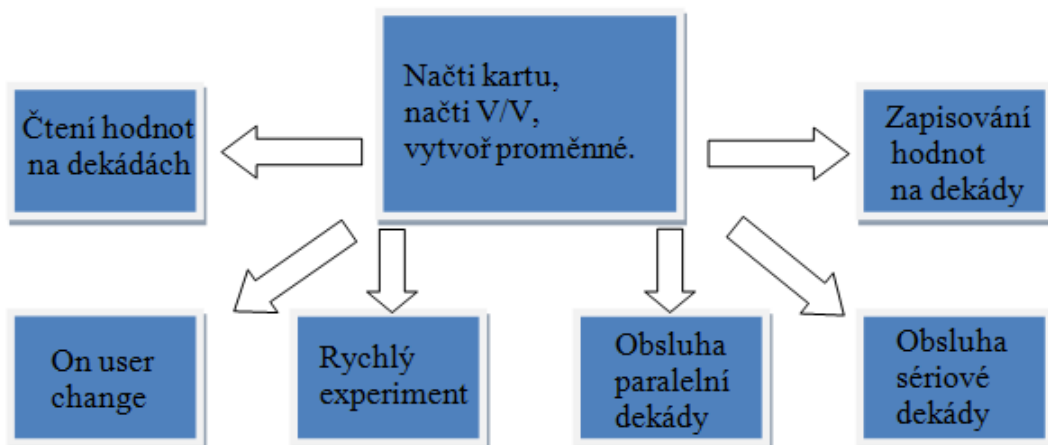 Načti kartu,
načti V/V,
vytvoř proměnné.
Čtení hodnot
na dekádách
Zapisování
hodnot
na dekády
On user
change
Rychlý
experiment
Obsluha
paralelní
dekády
Obsluha
sériové
dekády